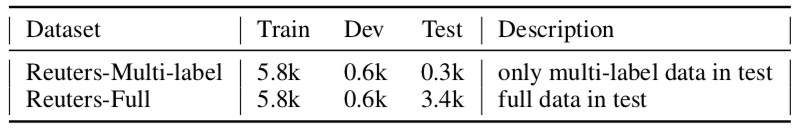 Dataset Train Dev Test Description
Reuters-Multi-label 5.8k 0.6k 0.3k only multi-label data in test
Reuters-Full 5.8k 0.6k 3.4k full data in test